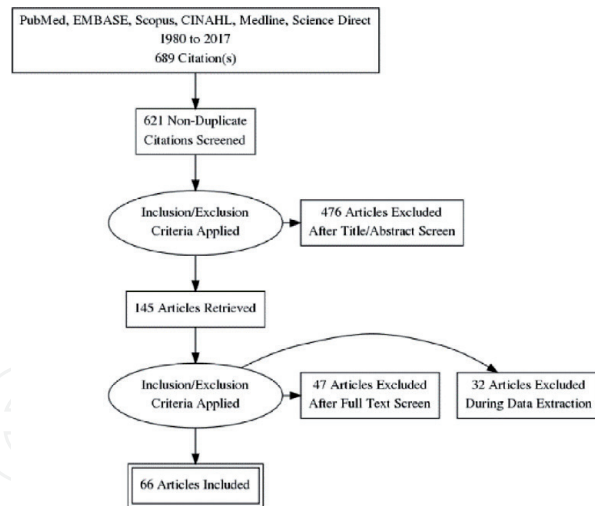 PubMed, EMBASE, Scopus, CINAHL, Medline, Science Direct
1980 to 2017
689 Citation(s)
621 Non-Duplicate
Citations Screened
Inclusion/Exclusion
Criteria Applied
476 Articles Excluded
After Title/Abstract Screen
145 Articles Retrieved
Inclusion/Exclusion
Criteria Applied
47 Articles Excluded
After Full Text Screen
32 Articles Excluded
During Data Extraction
66 Articles Included